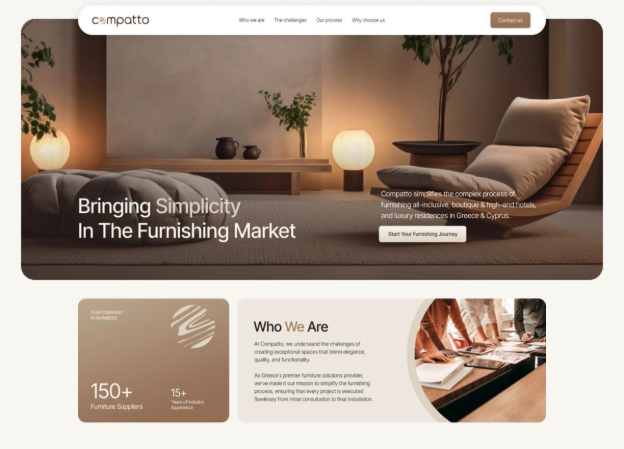 compatto
Who we are
The challenges
Our process
Why choose us
Contact us
Bringing Simplicity
In The Furnishing Market
Compatto simplifies the complex process of
furnishing all-inclusive, boutique & high-end hotels,
and luxury residences in Greece & Cyprus.
Start Your Furnishing Journey
OUR COMPANY
IN NUMBERS
150+
Furniture Suppliers
15+
Years of Industry
Experience
Who We Are
At Compatto, we understand the challenges of
creating exceptional spaces that blend elegance,
quality, and functionality.
As Greece's premier furniture solutions provider,
we've made it our mission to simplify the furnishing
process, ensuring that every project is executed
flawlessly from initial consultation to final installation.